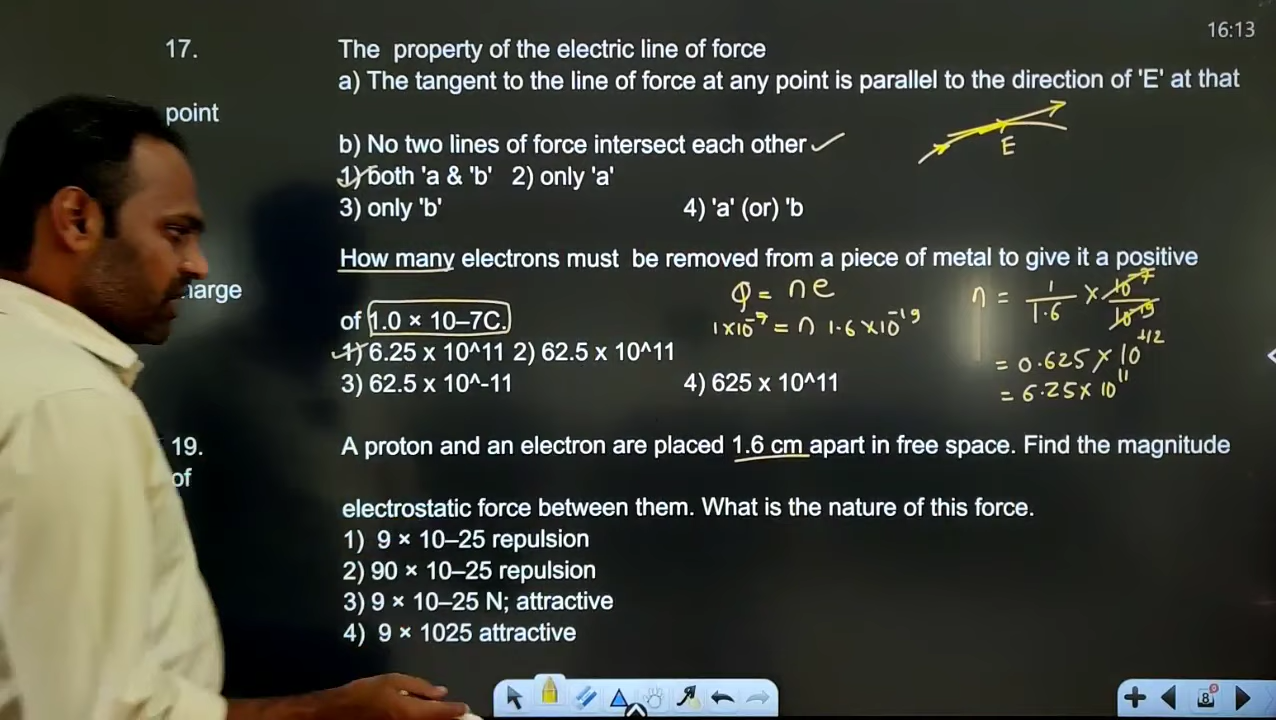 16:13
17. The property of the electric line of force
a) The tangent to the line of force at any point is parallel to the direction of 'E' at that
point
E
b) No two lines of force intersect each other
1) both 'a & 'b' 2) only 'a'
3) only 'b' 4) 'a' (or) 'b
How many electrons must be removed from a piece of metal to give it a positive
harge
of 1.0 × 10–7C.
Q = ne
1×10⁻⁷ = n 1.6×10⁻¹⁹
n = 1/1.6 × 10⁻⁷/10⁻¹⁹
= 0.625 × 10⁺¹²
= 6.25 × 10¹¹
1) 6.25 x 10^11 2) 62.5 x 10^11
3) 62.5 x 10^-11 4) 625 x 10^11
19. A proton and an electron are placed 1.6 cm apart in free space. Find the magnitude
of
electrostatic force between them. What is the nature of this force.
1) 9 × 10–25 repulsion
2) 90 × 10–25 repulsion
3) 9 × 10–25 N; attractive
4) 9 × 1025 attractive
8